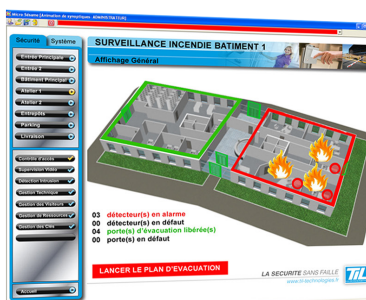 Micro Sésame [Animation de synoptiques: ADMINISTRATEUR]
Sécurité Système
SURVEILLANCE INCENDIE BATIMENT 1
Affichage Général
Entrée Principale
Entrée 2
Bâtiment Principal
Atelier 1
Atelier 2
Entrepôts
Parking
Livraison
Contrôle d'accès
Supervision Vidéo
Détection Intrusion
Gestion Technique
Gestion des Visiteurs
Gestion de Ressources
Gestion des Clés
Accueil
03 détecteur(s) en alarme
00 détecteur(s) en défaut
04 porte(s) d'évacuation libérée(s)
00 porte(s) en défaut
LANCER LE PLAN D'EVACUATION
LA SECURITE SANS FAILLE
www.til-technologies.fr
TIL